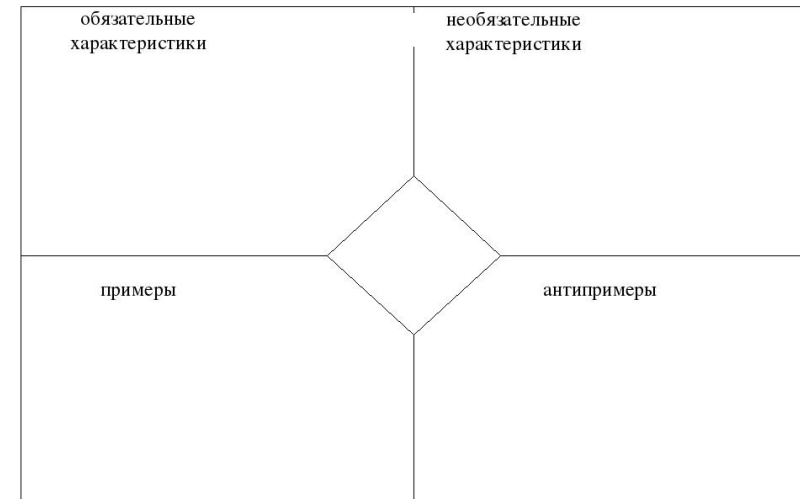 обязательные
характеристики
необязательные
характеристики
примеры
антипримеры